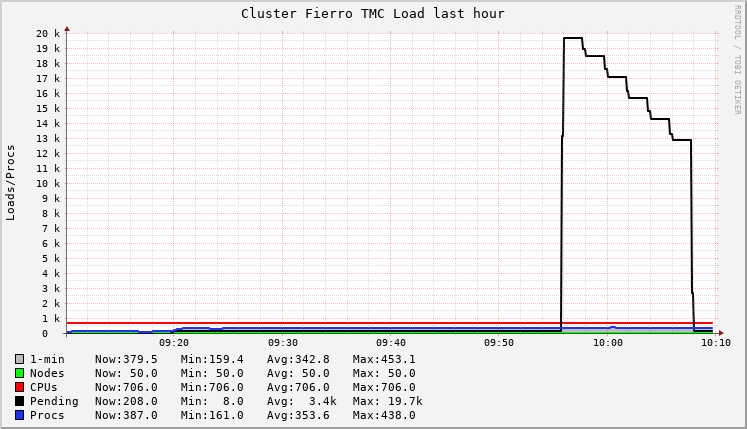 Cluster Fierro TMC Load last hour
RRDTOOL / TOBI OETIKER
Loads/Procs
20 k
19 k
18 k
17 k
16 k
15 k
14 k
13 k
12 k
11 k
10 k
9 k
8 k
7 k
6 k
5 k
4 k
3 k
2 k
1 k
0
09:20 09:30 09:40 09:50 10:00 10:10
1-min Now:379.5 Min:159.4 Avg:342.8 Max:453.1
Nodes Now: 50.0 Min: 50.0 Avg: 50.0 Max: 50.0
CPUs Now:706.0 Min:706.0 Avg:706.0 Max:706.0
Pending Now:208.0 Min: 8.0 Avg: 3.4k Max: 19.7k
Procs Now:387.0 Min:161.0 Avg:353.6 Max:438.0